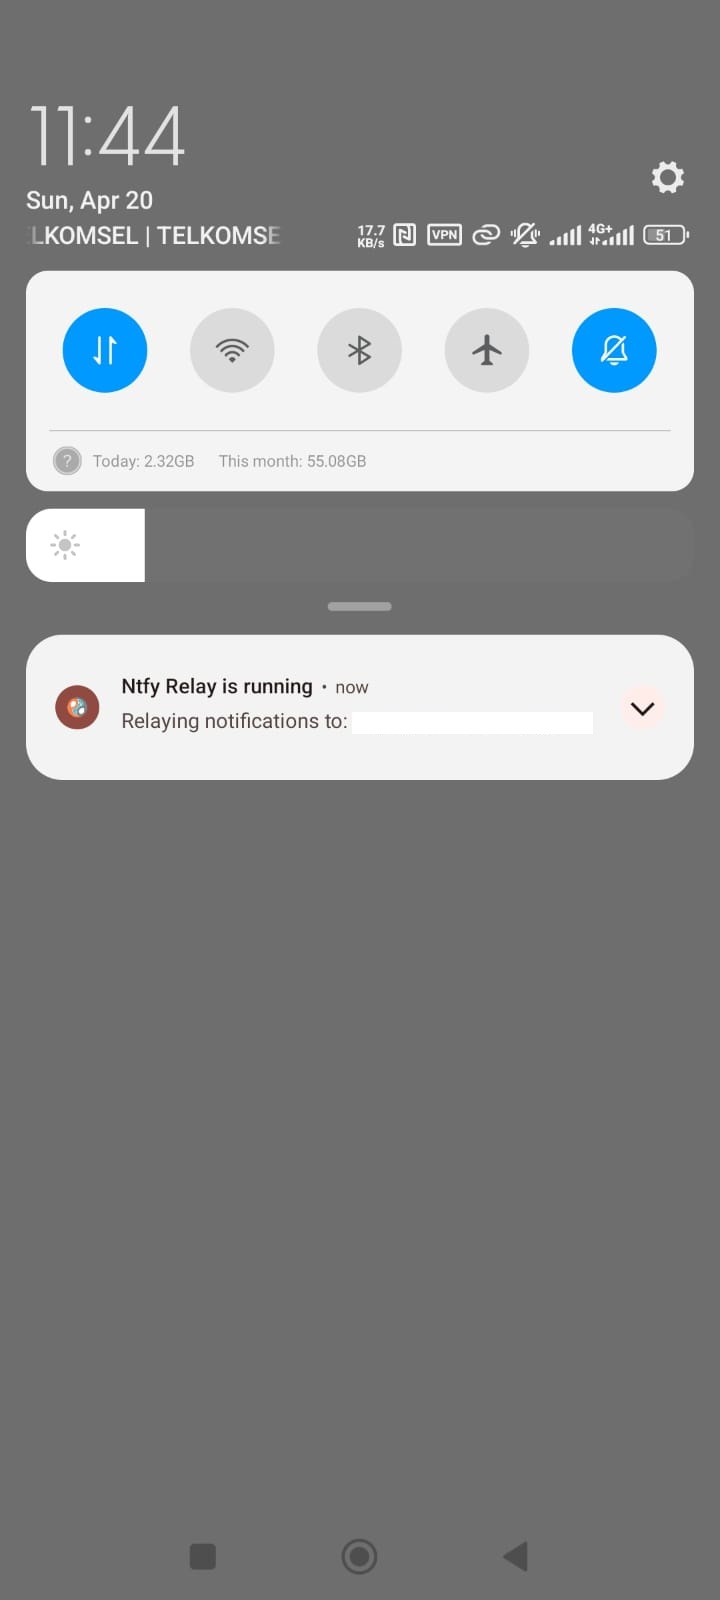 11:44
Sun, Apr 20
LKOMSEL | TELKOMSE
17.7
KB/s
VPN
4G+
51
Today: 2.32GB This month: 55.08GB
Ntfy Relay is running • now
Relaying notifications to: